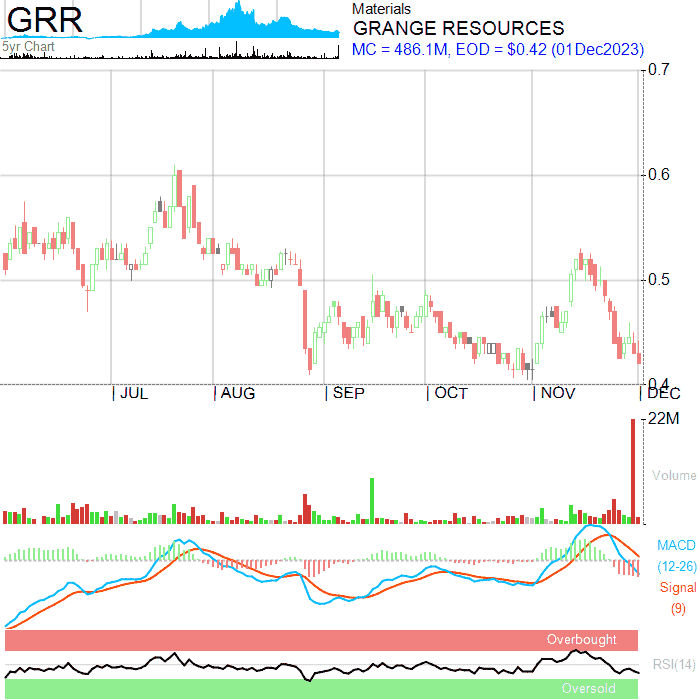 GRR
5yr Chart
Materials
GRANGE RESOURCES
MC = 486.1M, EOD = $0.42 (01Dec2023)
0.7
0.6
0.5
0.4
JUL AUG SEP OCT NOV DEC
22M
Volume
MACD
(12-26)
Signal
(9)
Overbought
RSI(14)
Oversold